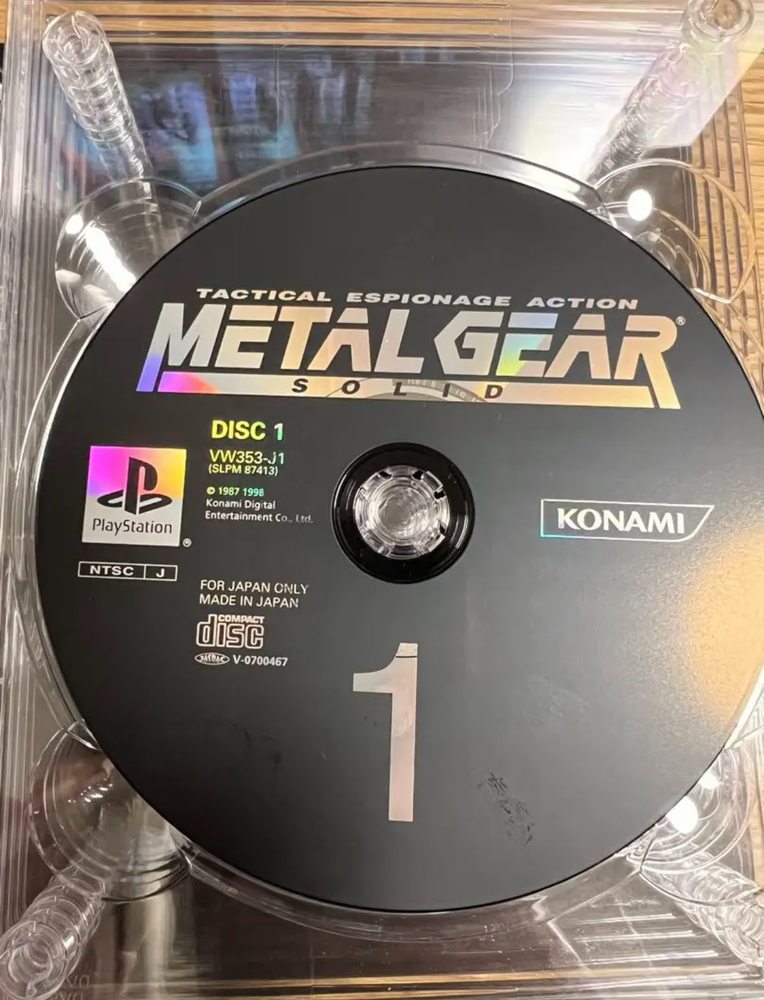 TACTICAL ESPIONAGE ACTION
METAL GEAR®
SOLID
DISC 1
VW353-J1
(SLPM 87413)
© 1987 1998
Konami Digital
Entertainment Co., Ltd.
PlayStation
®
KONAMI
NTSC J
FOR JAPAN ONLY
MADE IN JAPAN
COMPACT
disc
V-0700467
1